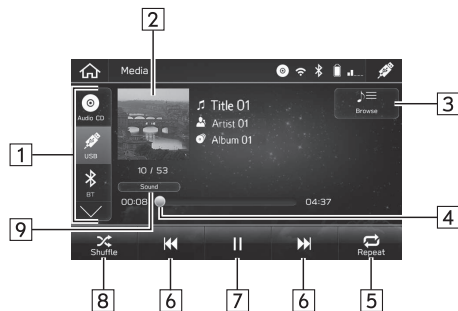 2
Media
Title 01
Artist 01
Album 01
Browse
3
Audio CD
USB
BT
1
10 / 53
Sound
00:08
04:37
4
9
Shuffle
Repeat
8
6
7
6
5